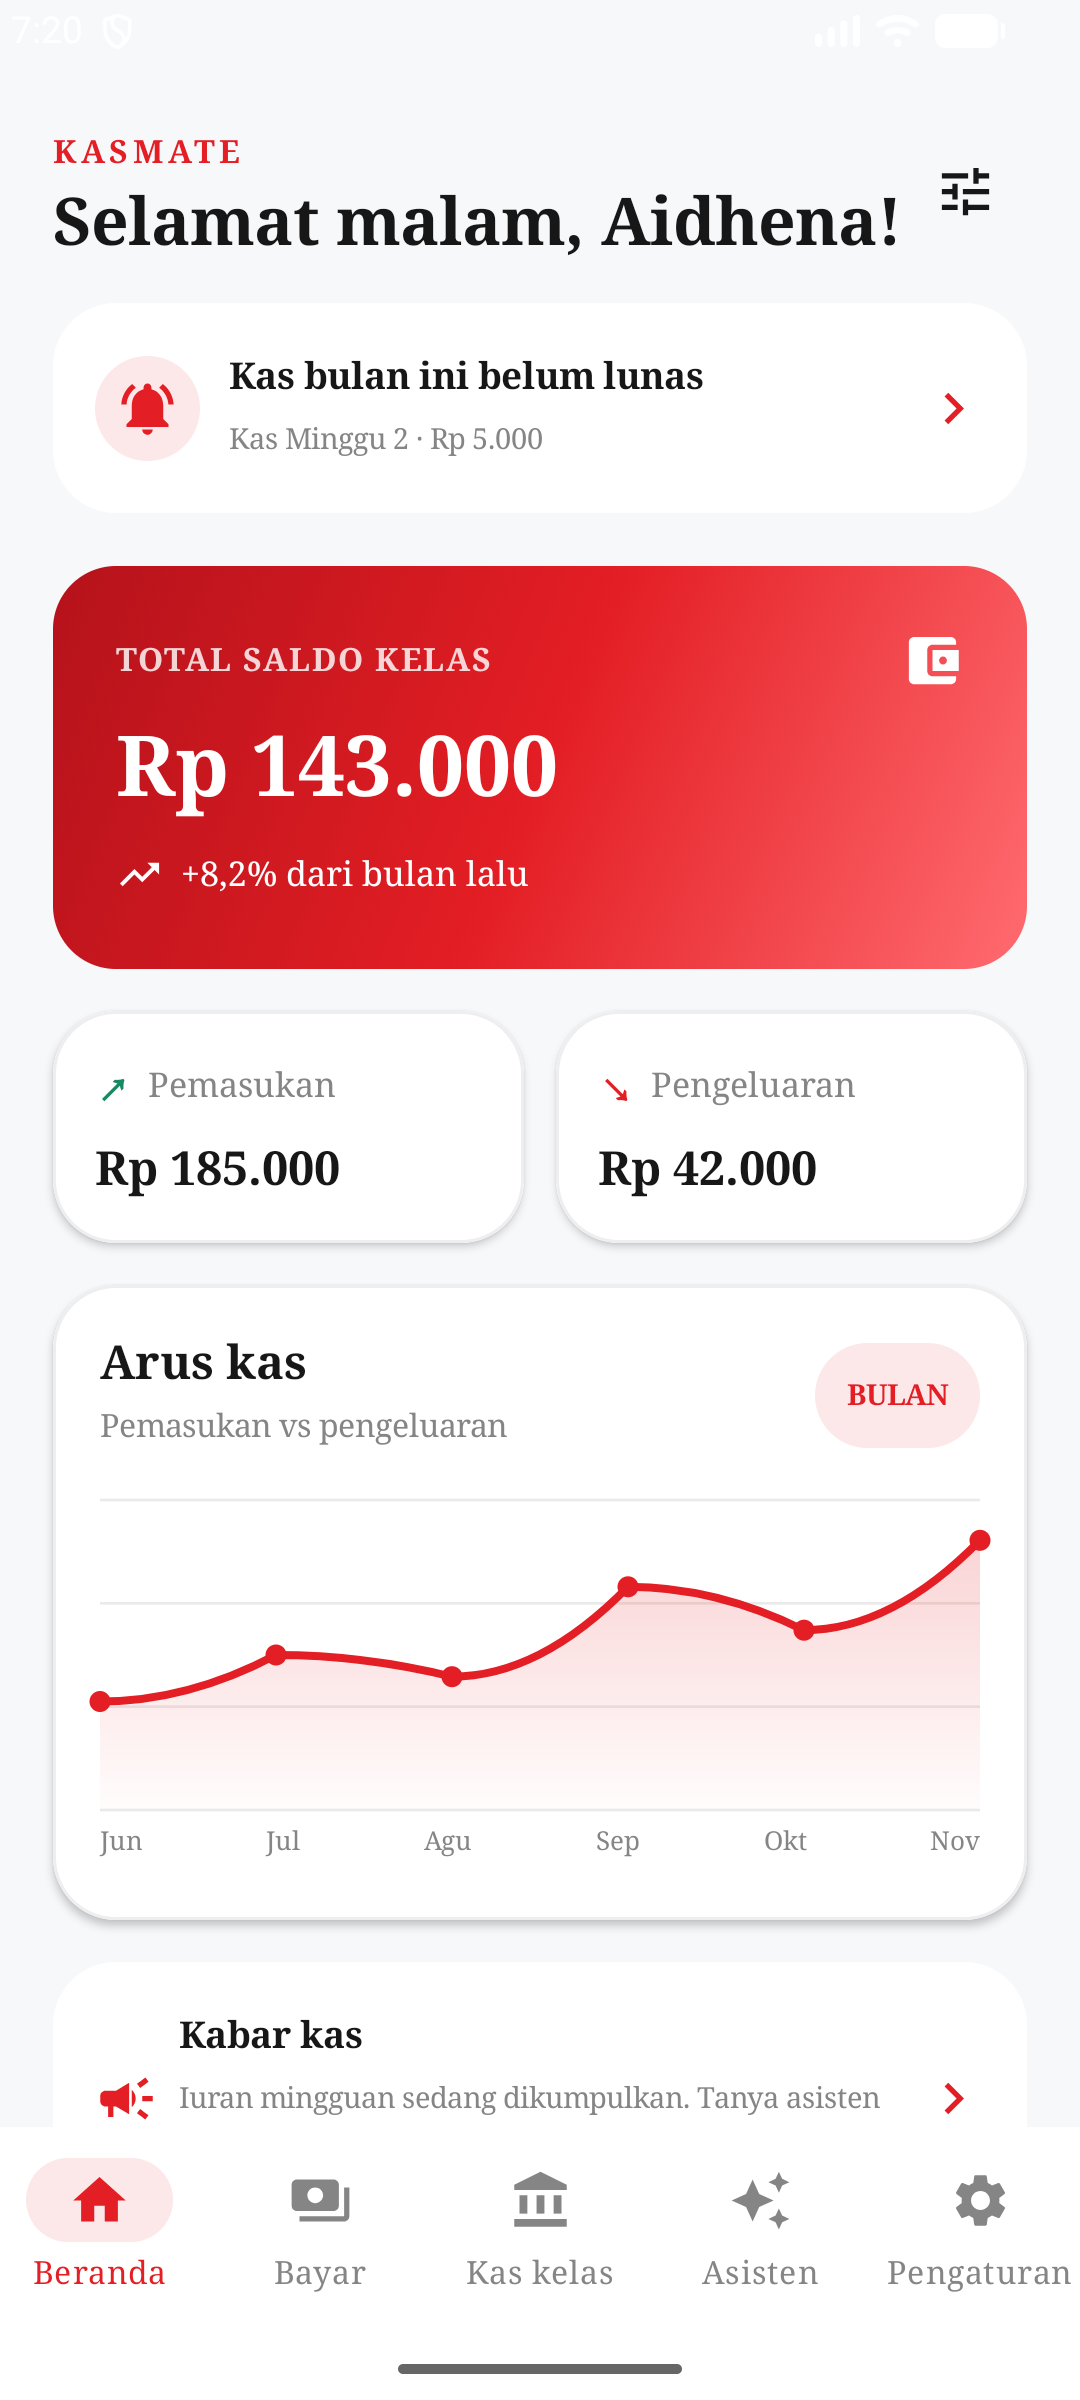 7:20
KASMATE
Selamat malam, Aidhena!
Kas bulan ini belum lunas
Kas Minggu 2 · Rp 5.000
TOTAL SALDO KELAS
Rp 143.000
+8,2% dari bulan lalu
Pemasukan
Rp 185.000
Pengeluaran
Rp 42.000
Arus kas
Pemasukan vs pengeluaran
BULAN
Jun Jul Agu Sep Okt Nov
Kabar kas
Iuran mingguan sedang dikumpulkan. Tanya asisten
Beranda Bayar Kas kelas Asisten Pengaturan